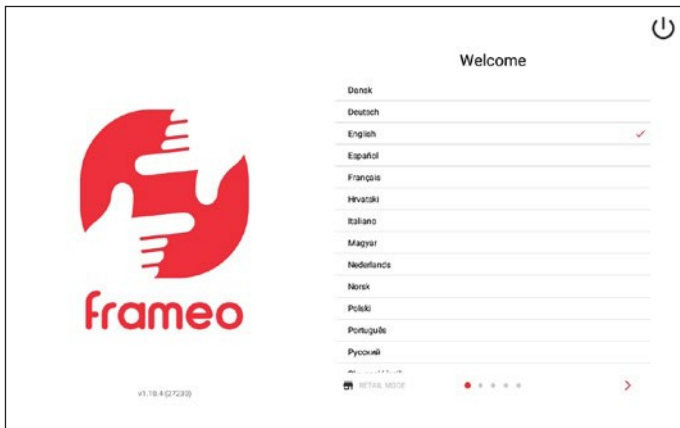 Welcome
Dansk
Deutsch
English
Español
Français
Hrvatski
Italiano
Magyar
Nederlands
Norsk
Polski
Português
Русский
RETAIL MODE
frameo
v1.10.4 (27239)